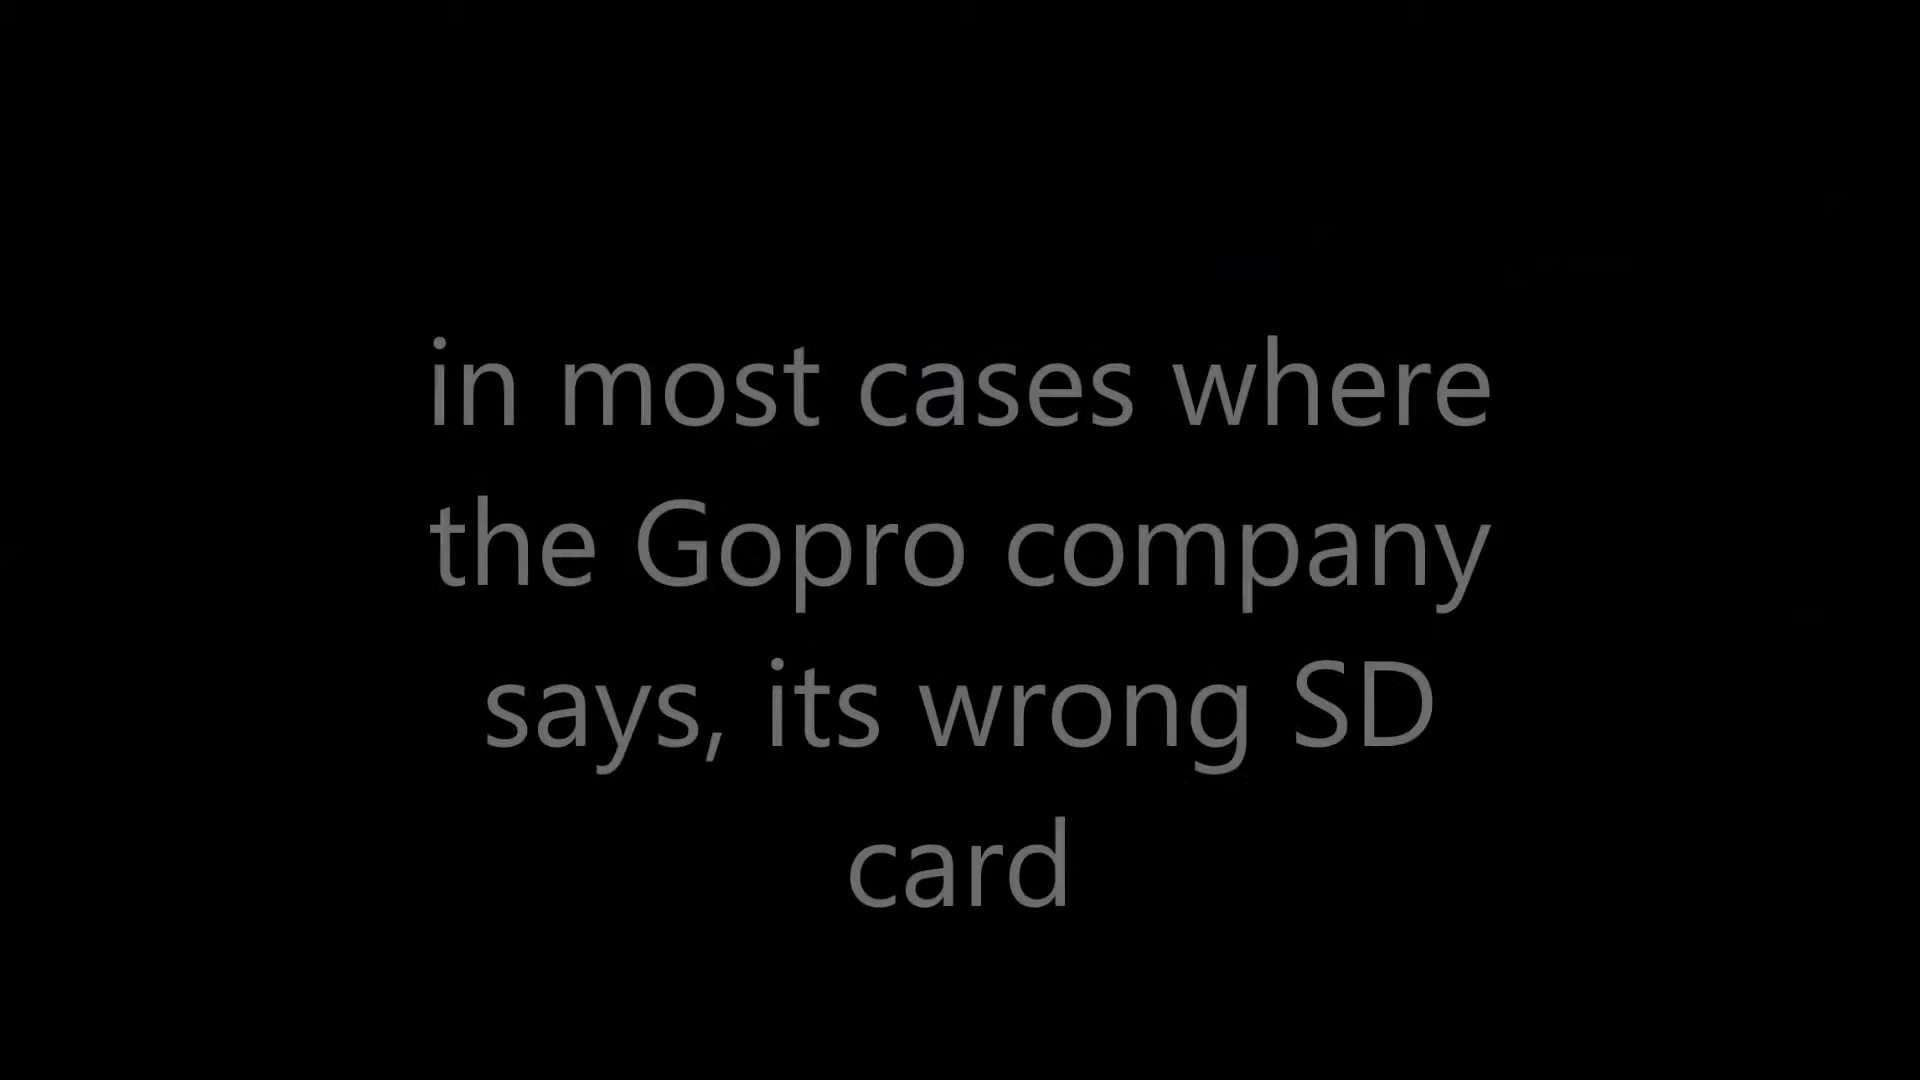 in most cases where
the Gopro company
says, its wrong SD
card